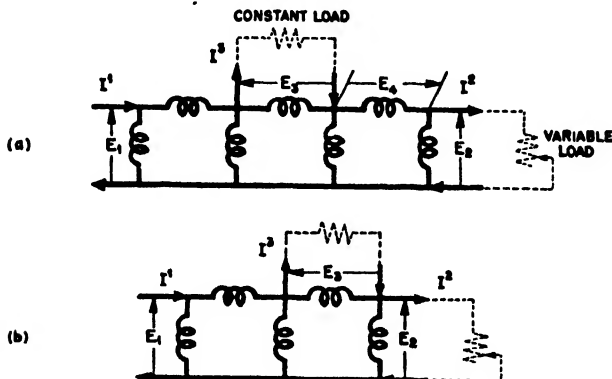 CONSTANT LOAD
I³
I¹
E₃
E₄
I²
(a)
E₁
E₂
VARIABLE
LOAD
I³
I¹
E₃
I²
(b)
E₁
E₂